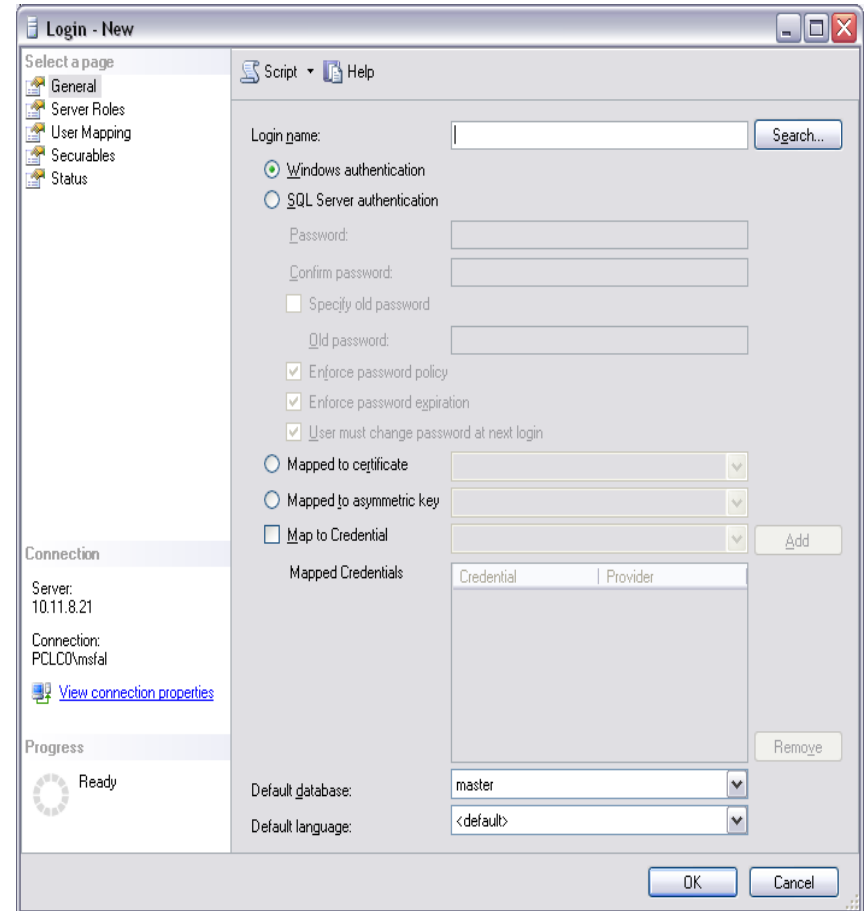 Login - New
Select a page
General
Server Roles
User Mapping
Securables
Status
Connection
Server:
10.11.8.21
Connection:
PCLC0\msfal
View connection properties
Progress
Ready
Script
Help
Login name:
Search...
Windows authentication
SQL Server authentication
Password:
Confirm password:
Specify old password
Old password:
Enforce password policy
Enforce password expiration
User must change password at next login
Mapped to certificate
Mapped to asymmetric key
Map to Credential
Add
Mapped Credentials
Credential
Provider
Remove
Default database:
master
Default language:
<default>
OK
Cancel